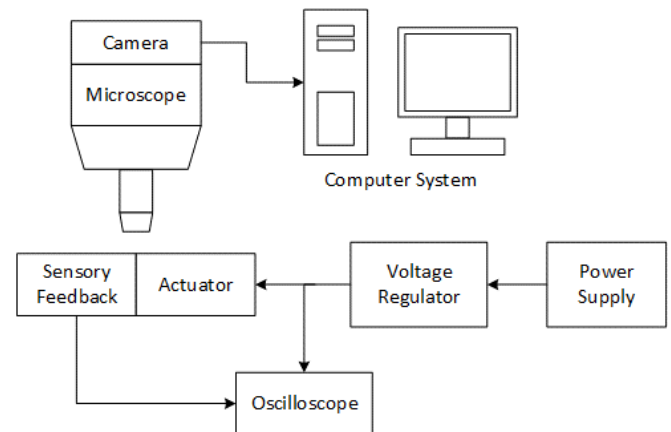 Camera
Microscope
Computer System
Sensory
Feedback
Actuator
Voltage
Regulator
Power
Supply
Oscilloscope